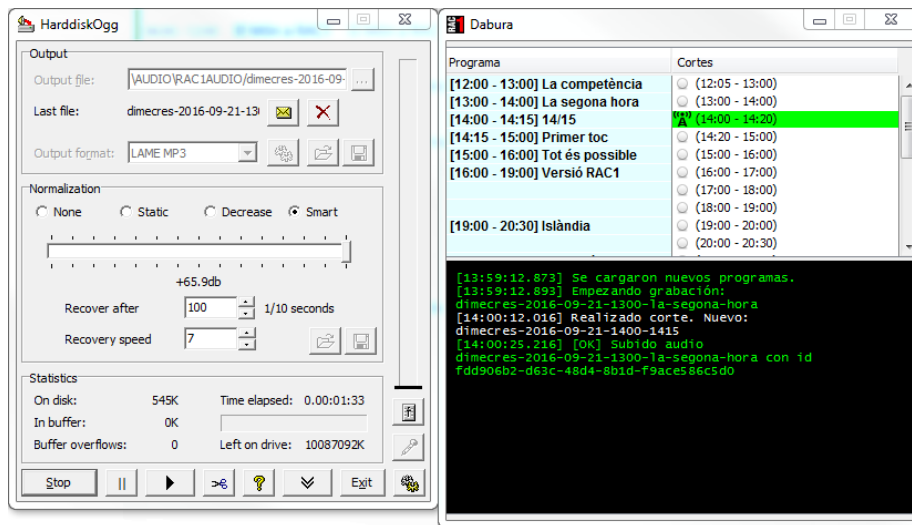 HarddiskOgg
Output
Output file:
\AUDIO\RAC1AUDIO/dimecres-2016-09-
...
Last file:
dimecres-2016-09-21-13
Output format:
LAME MP3
Normalization
None
Static
Decrease
Smart
+65.9db
Recover after
100
1/10 seconds
Recovery speed
7
Statistics
On disk:
545K
Time elapsed:
0.00:01:33
In buffer:
0K
Buffer overflows:
0
Left on drive:
10087092K
Stop
Exit
RAC 1
Dabura
Programa
Cortes
[12:00 - 13:00] La competència
(12:05 - 13:00)
[13:00 - 14:00] La segona hora
(13:00 - 14:00)
[14:00 - 14:15] 14/15
(14:00 - 14:20)
[14:15 - 15:00] Primer toc
(14:20 - 15:00)
[15:00 - 16:00] Tot és possible
(15:00 - 16:00)
[16:00 - 19:00] Versió RAC1
(16:00 - 17:00)
(17:00 - 18:00)
(18:00 - 19:00)
[19:00 - 20:30] Islàndia
(19:00 - 20:00)
(20:00 - 20:30)
[13:59:12.873] Se cargaron nuevos programas.
[13:59:12.893] Empezando grabación:
dimecres-2016-09-21-1300-la-segona-hora
[14:00:12.016] Realizado corte. Nuevo:
dimecres-2016-09-21-1400-1415
[14:00:25.216] [OK] Subido audio
dimecres-2016-09-21-1300-la-segona-hora con id
fdd906b2-d63c-48d4-8b1d-f9ace586c5d0